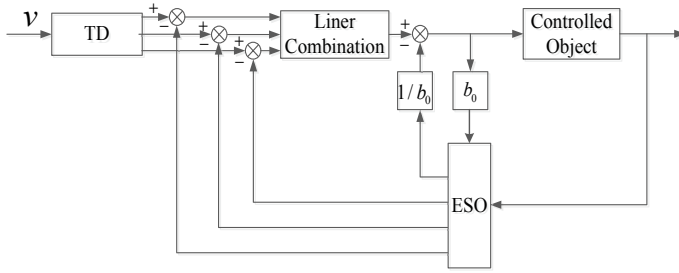 v
TD
+
−
+
−
+
−
Liner
Combination
+
−
Controlled
Object
1/b₀
b₀
ESO